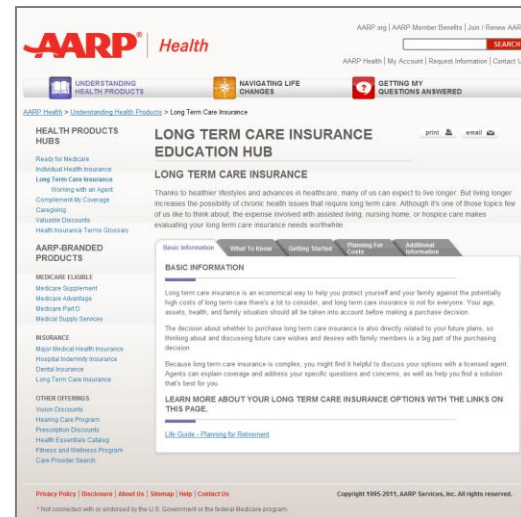 AARP.org | AARP Member Benefits | Join / Renew AAR
AARP® Health
SEARCH
AARP Health | My Account | Request Information | Contact U
UNDERSTANDING
HEALTH PRODUCTS
NAVIGATING LIFE
CHANGES
GETTING MY
QUESTIONS ANSWERED
AARP Health > Understanding Health Products > Long Term Care Insurance
HEALTH PRODUCTS
HUBS
Ready for Medicare
Individual Health Insurance
Long Term Care Insurance
Working with an Agent
Complement My Coverage
Caregiving
Valuable Discounts
Health Insurance Terms Glossary
AARP-BRANDED
PRODUCTS
MEDICARE ELIGIBLE
Medicare Supplement
Medicare Advantage
Medicare Part D
Medical Supply Services
INSURANCE
Major Medical Health Insurance
Hospital Indemnity Insurance
Dental Insurance
Long Term Care Insurance
OTHER OFFERINGS
Vision Discounts
Hearing Care Program
Prescription Discounts
Health Essentials Catalog
Fitness and Wellness Program
Care Provider Search
LONG TERM CARE INSURANCE
EDUCATION HUB
print email
LONG TERM CARE INSURANCE
Thanks to healthier lifestyles and advances in healthcare, many of us can expect to live longer. But living longer
increases the possibility of chronic health issues that require long term care. Although it's one of those topics few
of us like to think about, the expense involved with assisted living, nursing home, or hospice care makes
evaluating your long term care insurance needs worthwhile.
Basic Information
What To Know
Getting Started
Planning For
Costs
Additional
Information
BASIC INFORMATION
Long term care insurance is an economical way to help you protect yourself and your family against the potentially
high costs of long term care there's a lot to consider, and long term care insurance is not for everyone. Your age,
assets, health, and family situation should all be taken into account before making a purchase decision.
The decision about whether to purchase long term care insurance is also directly related to your future plans, so
thinking about and discussing future care wishes and desires with family members is a big part of the purchasing
decision.
Because long term care insurance is complex, you might find it helpful to discuss your options with a licensed agent
Agents can explain coverage and address your specific questions and concerns, as well as help you find a solution
that's best for you.
LEARN MORE ABOUT YOUR LONG TERM CARE INSURANCE OPTIONS WITH THE LINKS ON
THIS PAGE.
Life Guide - Planning for Retirement
Privacy Policy | Disclosure | About Us | Sitemap | Help | Contact Us
Copyright 1995-2011, AARP Services, Inc. All rights reserved.
* Not connected with or endorsed by the U.S. Government or the federal Medicare program.